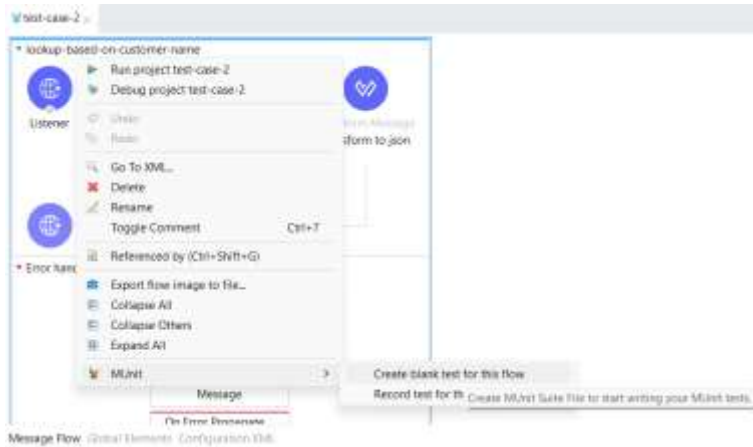 test-case-2
lookup-based-on-customer-name
Listener
Run project test-case-2
Debug project test-case-2
Undo
Redo
Go To XML...
Delete
Rename
Toggle Comment Ctrl+7
Referenced by (Ctrl+Shift+G)
Export flow image to file...
Collapse All
Collapse Others
Expand All
MUnit
Message
sform to json
Error hand
Message
On Error Propagate
Create blank test for this flow
Record test for th
Create MUnit Suite File to start writing your MUnit tests.
Message Flow Global Elements Configuration XML